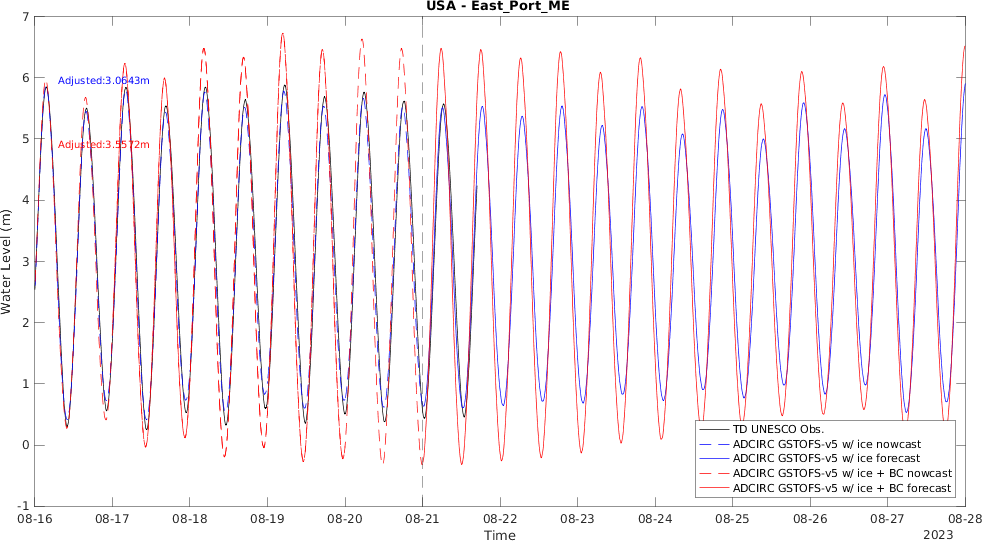 USA - East_Port_ME
7
6
5
4
3
2
1
0
-1
Water Level (m)
Adjusted:3.0643m
Adjusted:3.5572m
TD UNESCO Obs.
ADCIRC GSTOFS-v5 w/ ice nowcast
ADCIRC GSTOFS-v5 w/ ice forecast
ADCIRC GSTOFS-v5 w/ ice + BC nowcast
ADCIRC GSTOFS-v5 w/ ice + BC forecast
08-16 08-17 08-18 08-19 08-20 08-21 08-22 08-23 08-24 08-25 08-26 08-27 08-28
Time
2023